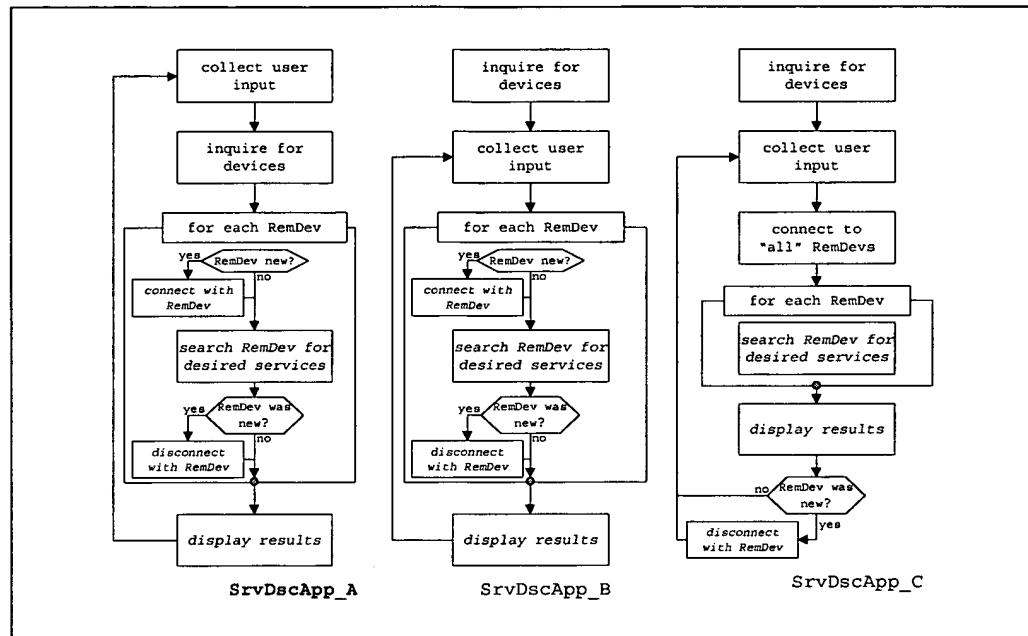 collect user
input
inquire for
devices
for each RemDev
yes
RemDev new?
no
connect with
RemDev
search RemDev for
desired services
yes
RemDev was
new?
no
disconnect
with RemDev
display results
SrvDscApp_A
inquire for
devices
collect user
input
for each RemDev
yes
RemDev new?
no
connect with
RemDev
search RemDev for
desired services
yes
RemDev was
new?
no
disconnect
with RemDev
display results
SrvDscApp_B
inquire for
devices
collect user
input
connect to
"all" RemDevs
for each RemDev
search RemDev for
desired services
display results
no
RemDev was
new?
yes
disconnect
with RemDev
SrvDscApp_C